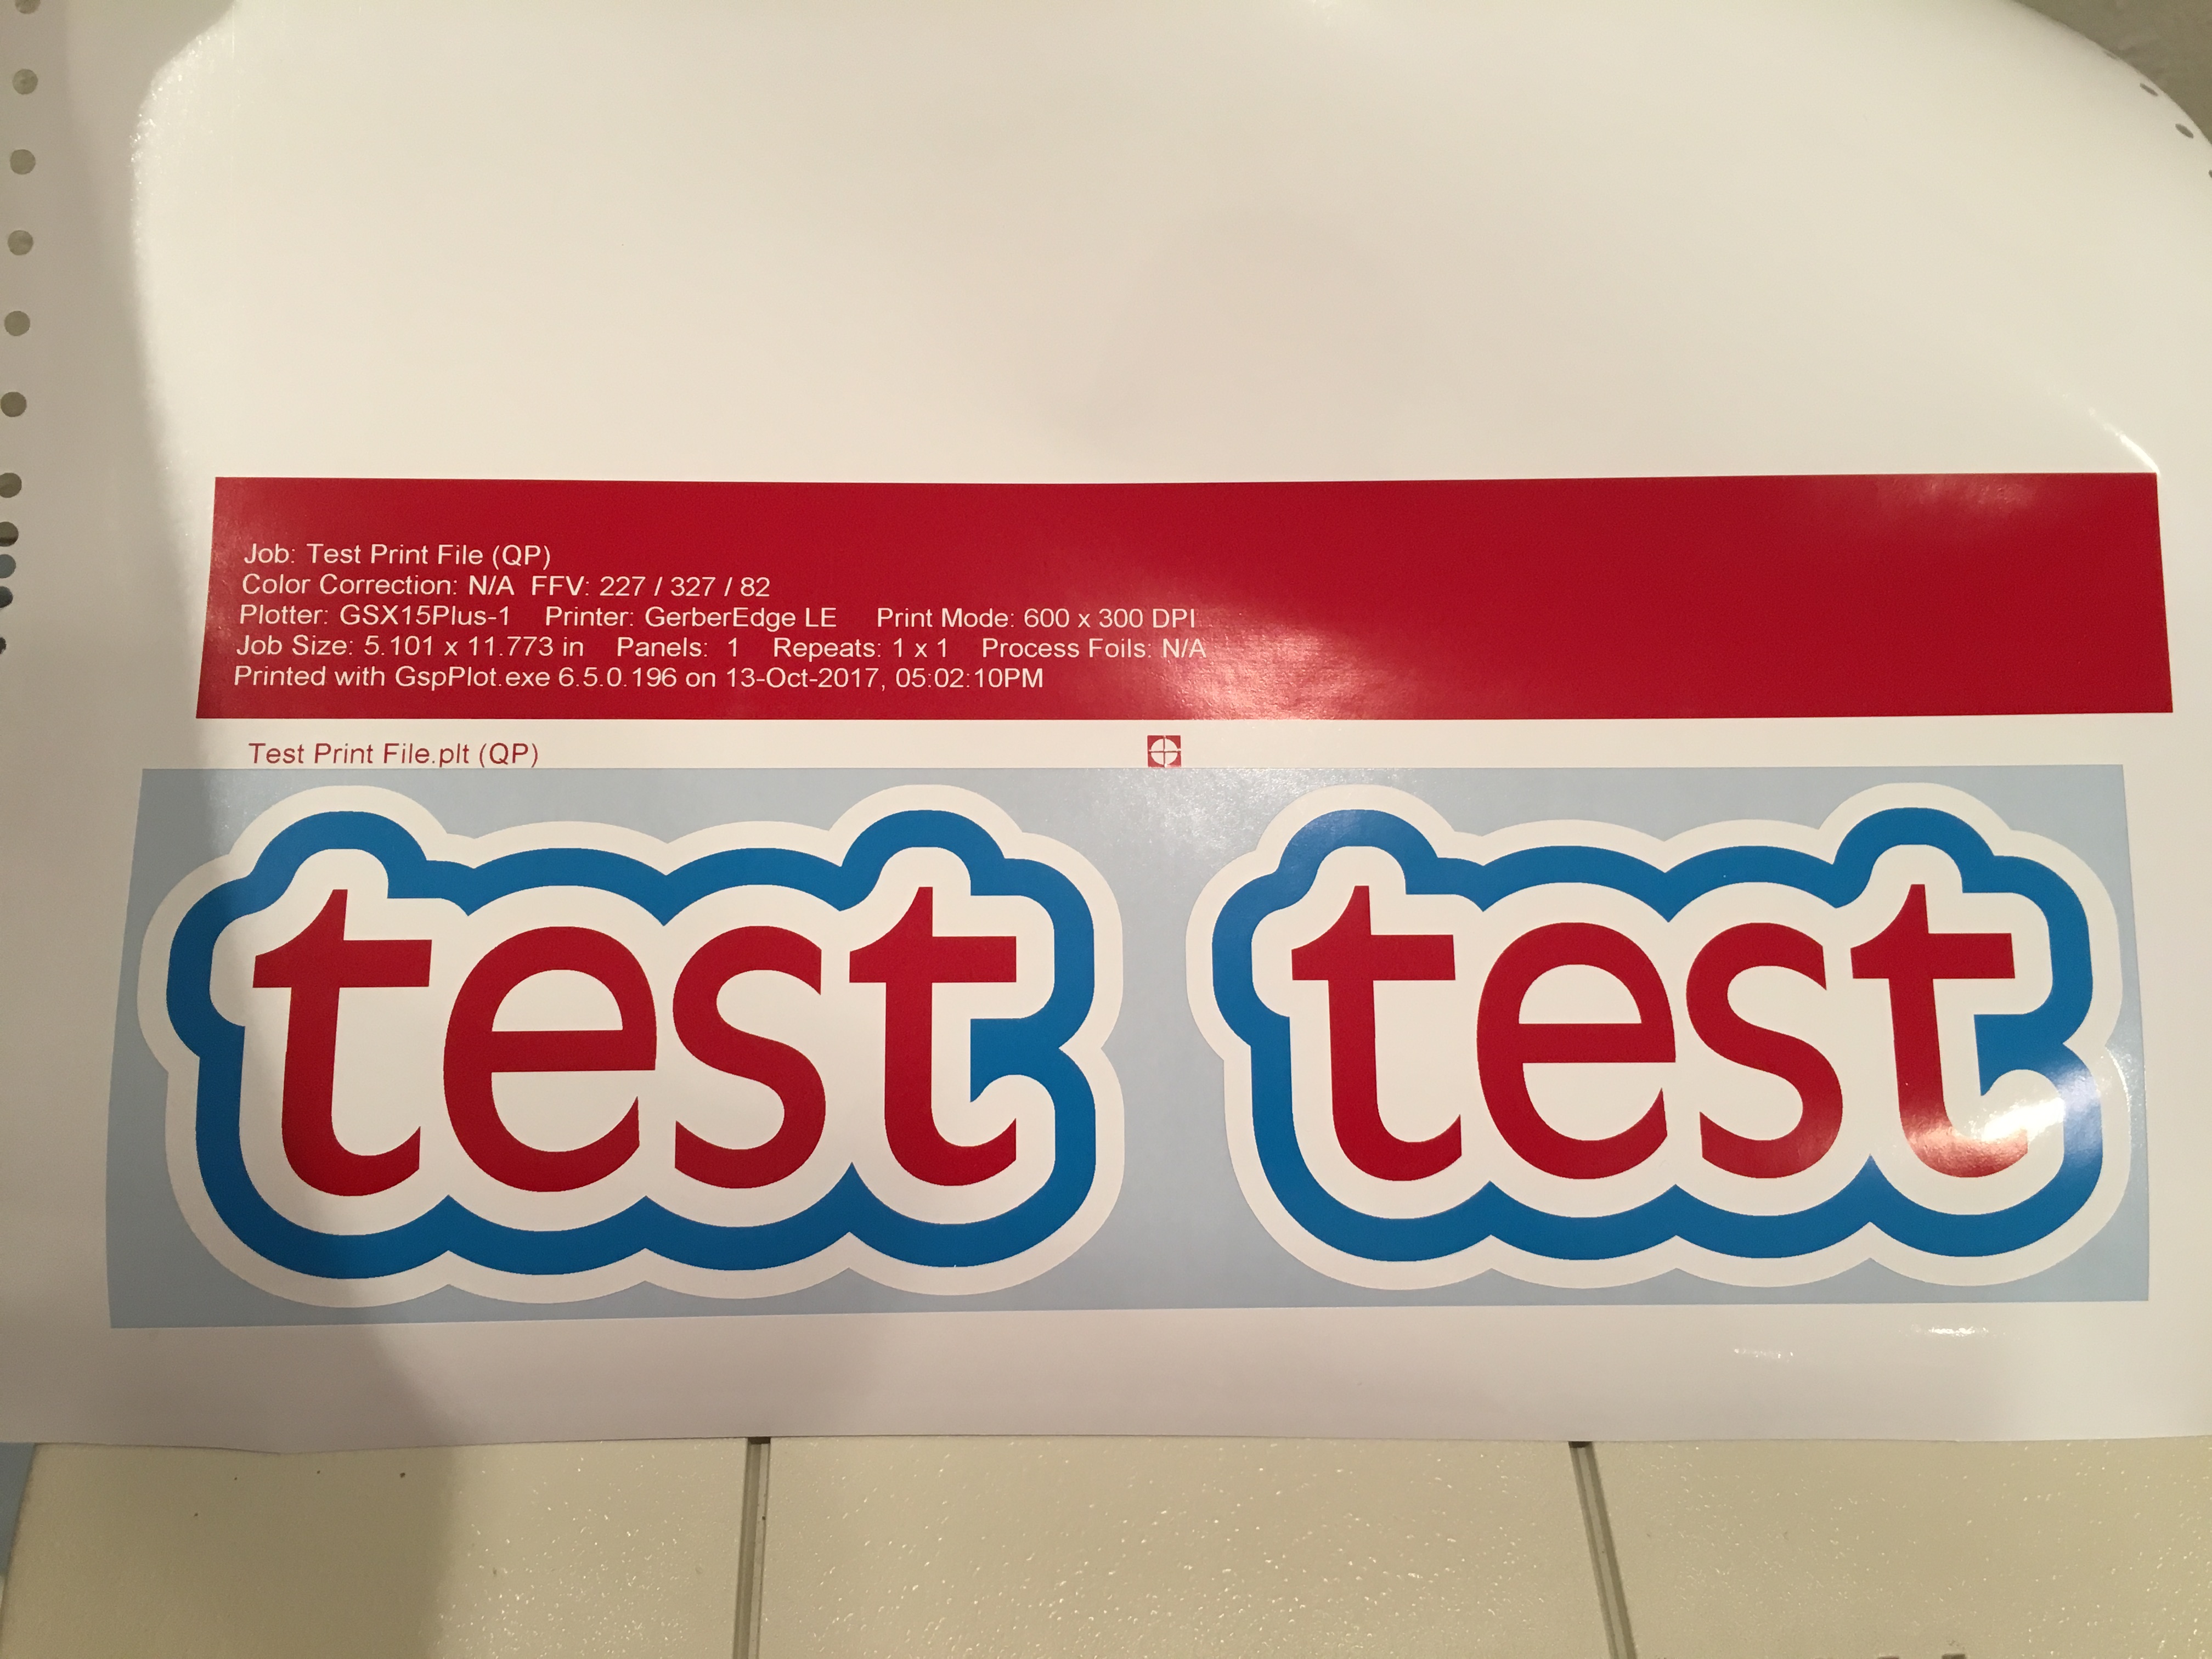 Job: Test Print File (QP)
Color Correction: N/A FFV: 227 / 327 / 82
Plotter: GSX15Plus-1 Printer: GerberEdge LE Print Mode: 600 x 300 DPI
Job Size: 5.101 x 11.773 in Panels: 1 Repeats: 1 x 1 Process Foils: N/A
Printed with GspPlot.exe 6.5.0.196 on 13-Oct-2017, 05:02:10PM
Test Print File.plt (QP)
test test